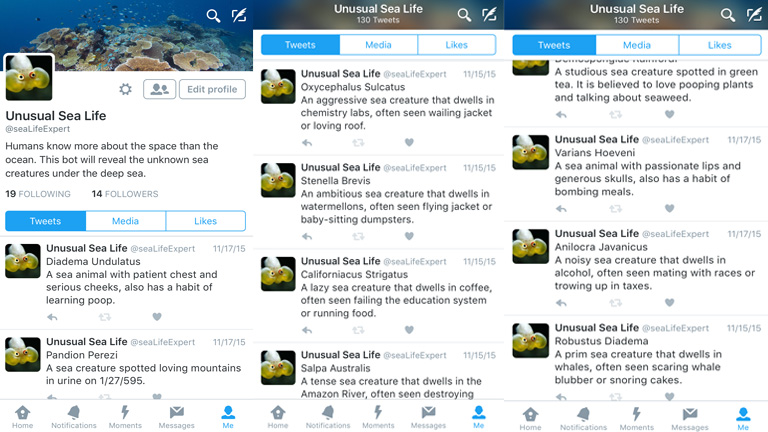 Edit profile
Unusual Sea Life
@seaLifeExpert
Humans know more about the space than the
ocean. This bot will reveal the unknown sea
creatures under the deep sea.
19 FOLLOWING 14 FOLLOWERS
Tweets Media Likes
Unusual Sea Life @seaLifeExpert 11/17/15
Diadema Undulatus
A sea animal with patient chest and
serious cheeks, also has a habit of
learning poop.
Unusual Sea Life @seaLifeExpert 11/17/15
Pandion Perezi
A sea creature spotted loving mountains
in urine on 1/27/595.
Home Notifications Moments Messages Me
Unusual Sea Life
130 Tweets
Tweets Media Likes
Unusual Sea Life @seaLifeExpert 11/15/15
Oxycephalus Sulcatus
An aggressive sea creature that dwells in
chemistry labs, often seen wailing jacket
or loving roof.
Unusual Sea Life @seaLifeExpert 11/15/15
Stenella Brevis
An ambitious sea creature that dwells in
watermellons, often seen flying jacket or
baby-sitting dumpsters.
Unusual Sea Life @seaLifeExpert 11/15/15
Californiacus Strigatus
A lazy sea creature that dwells in coffee,
often seen failing the education system
or running food.
Unusual Sea Life @seaLifeExpert 11/15/15
Salpa Australis
A tense sea creature that dwells in the
Amazon River, often seen destroying
Home Notifications Moments Messages Me
Unusual Sea Life
130 Tweets
Tweets Media Likes
A studious sea creature spotted in green
tea. It is believed to love pooping plants
and talking about seaweed.
Unusual Sea Life @seaLifeExpert 11/17/15
Varians Hoeveni
A sea animal with passionate lips and
generous skulls, also has a habit of
bombing meals.
Unusual Sea Life @seaLifeExpert 11/17/15
Anilocra Javanicus
A noisy sea creature that dwells in
alcohol, often seen mating with races or
trowing up in taxes.
Unusual Sea Life @seaLifeExpert 11/15/15
Robustus Diadema
A prim sea creature that dwells in
whales, often seen scaring whale
blubber or snoring cakes.
Home Notifications Moments Messages Me